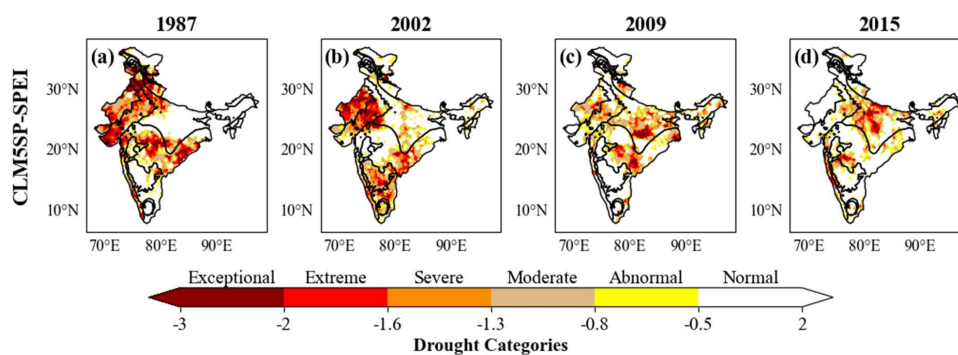 1987 2002 2009 2015
(a) (b) (c) (d)
CLM5SP-SPEI
30°N 30°N 30°N 30°N
20°N 20°N 20°N 20°N
10°N 10°N 10°N 10°N
70°E 80°E 90°E 70°E 80°E 90°E 70°E 80°E 90°E 70°E 80°E 90°E
Exceptional Extreme Severe Moderate Abnormal Normal
-3 -2 -1.6 -1.3 -0.8 -0.5 2
Drought Categories